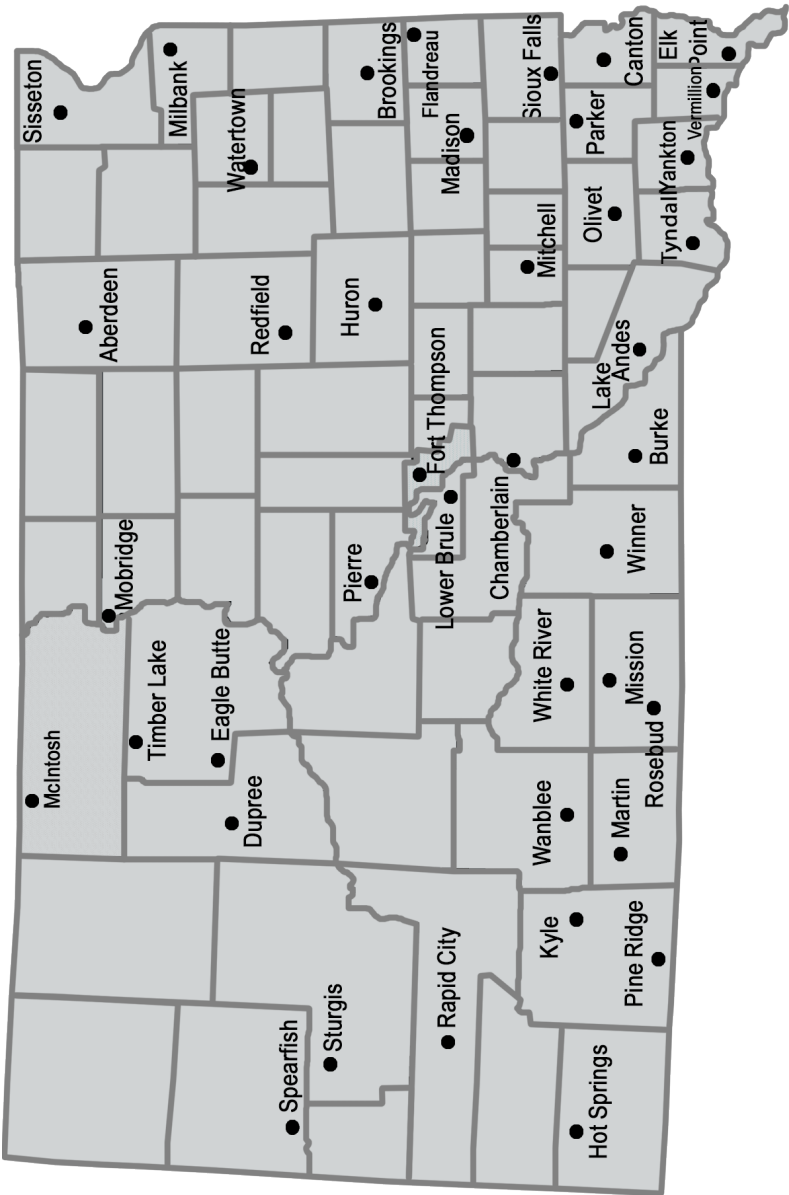 Sisseton
Milbank
Watertown
Brookings
Flandreau
Madison
Sioux Falls
Canton
Elk
Point
Vermillion
Parker
Yankton
Olivet
Tyndall
Mitchell
Aberdeen
Redfield
Huron
Lake
Andes
Fort Thompson
Burke
Lower Brule
Chamberlain
Winner
Pierre
Mobridge
McIntosh
Timber Lake
Eagle Butte
Dupree
White River
Mission
Rosebud
Wanblee
Martin
Kyle
Pine Ridge
Rapid City
Sturgis
Spearfish
Hot Springs